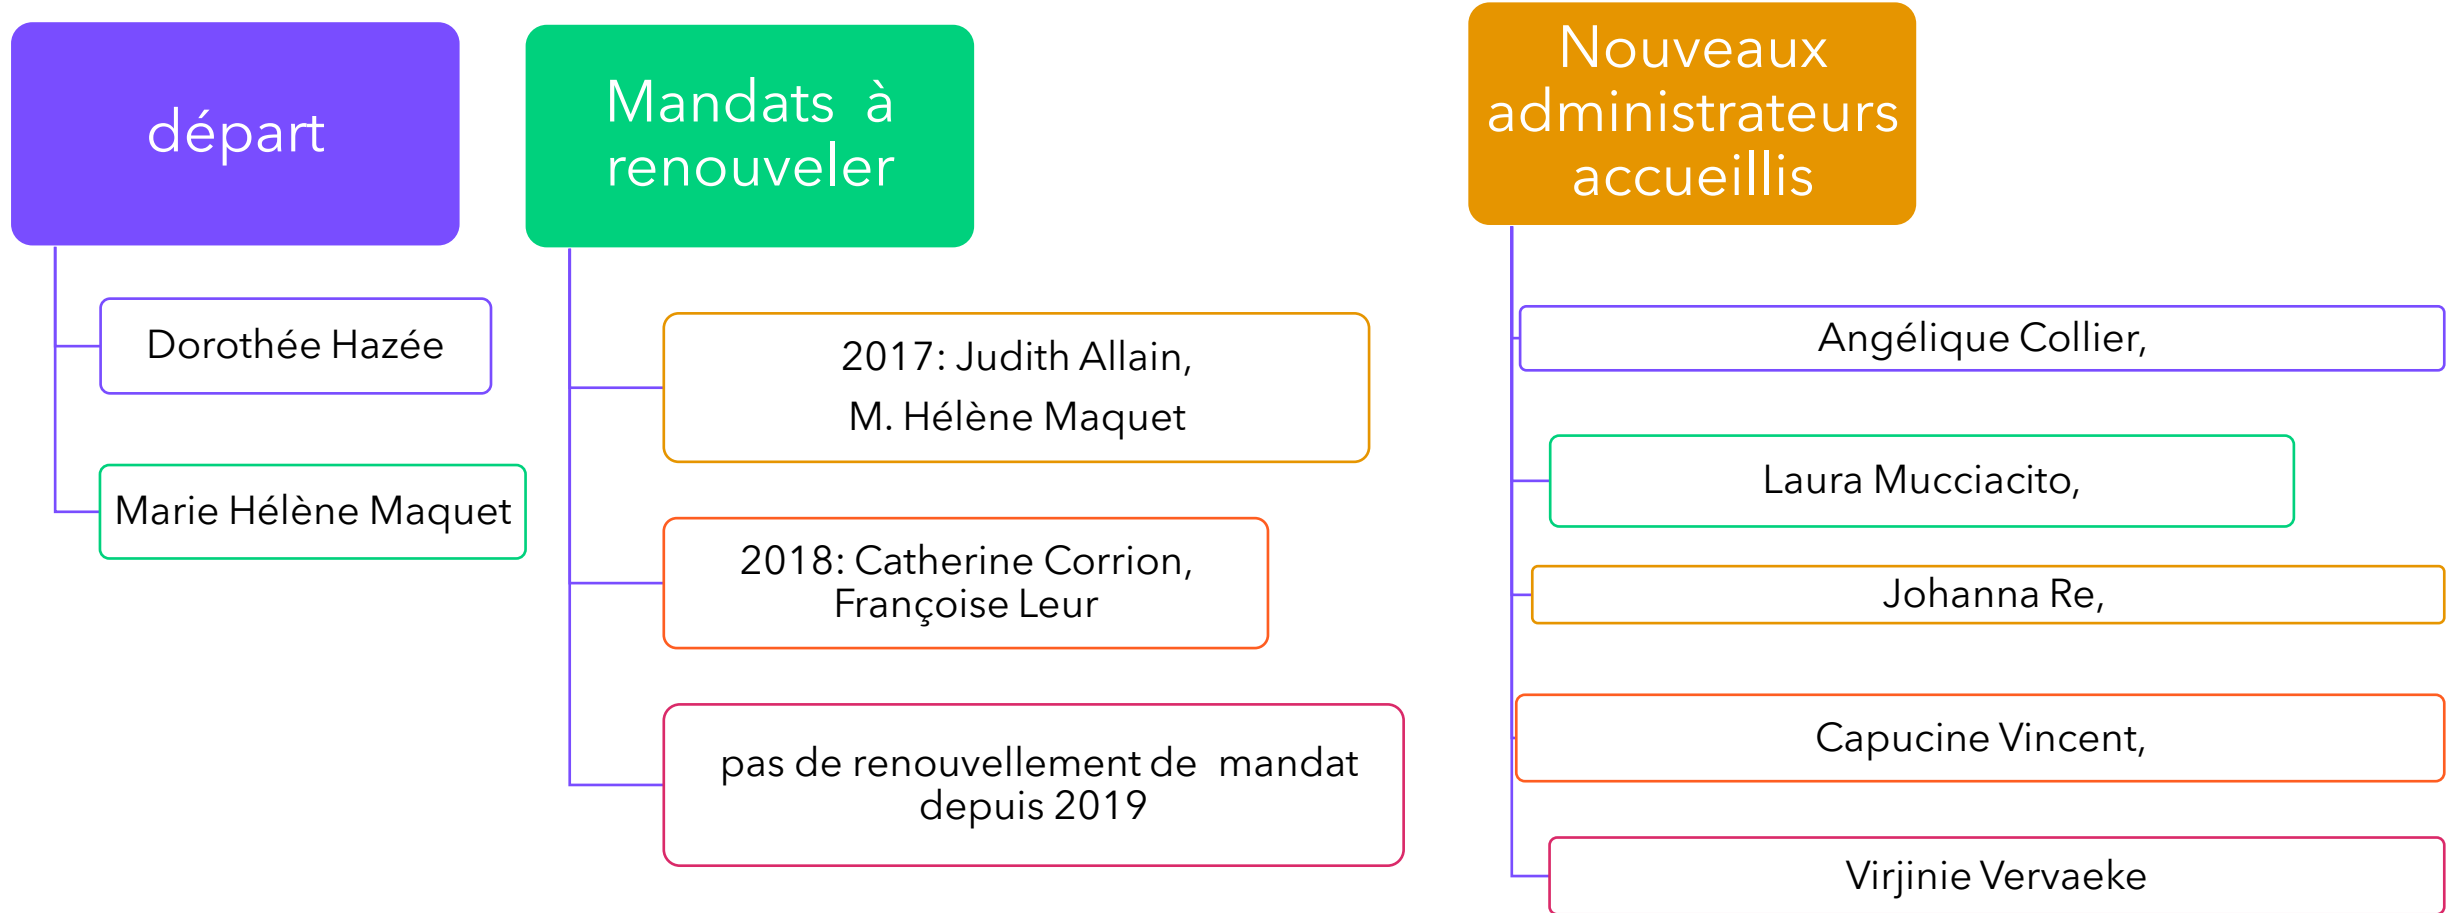 départ
Dorothée Hazée
Marie Hélène Maquet
Mandats à
renouveler
2017: Judith Allain,
M. Hélène Maquet
2018: Catherine Corrion,
Françoise Leur
pas de renouvellement de mandat
depuis 2019
Nouveaux
administrateurs
accueillis
Angélique Collier,
Laura Mucciacito,
Johanna Re,
Capucine Vincent,
Virjinie Vervaeke